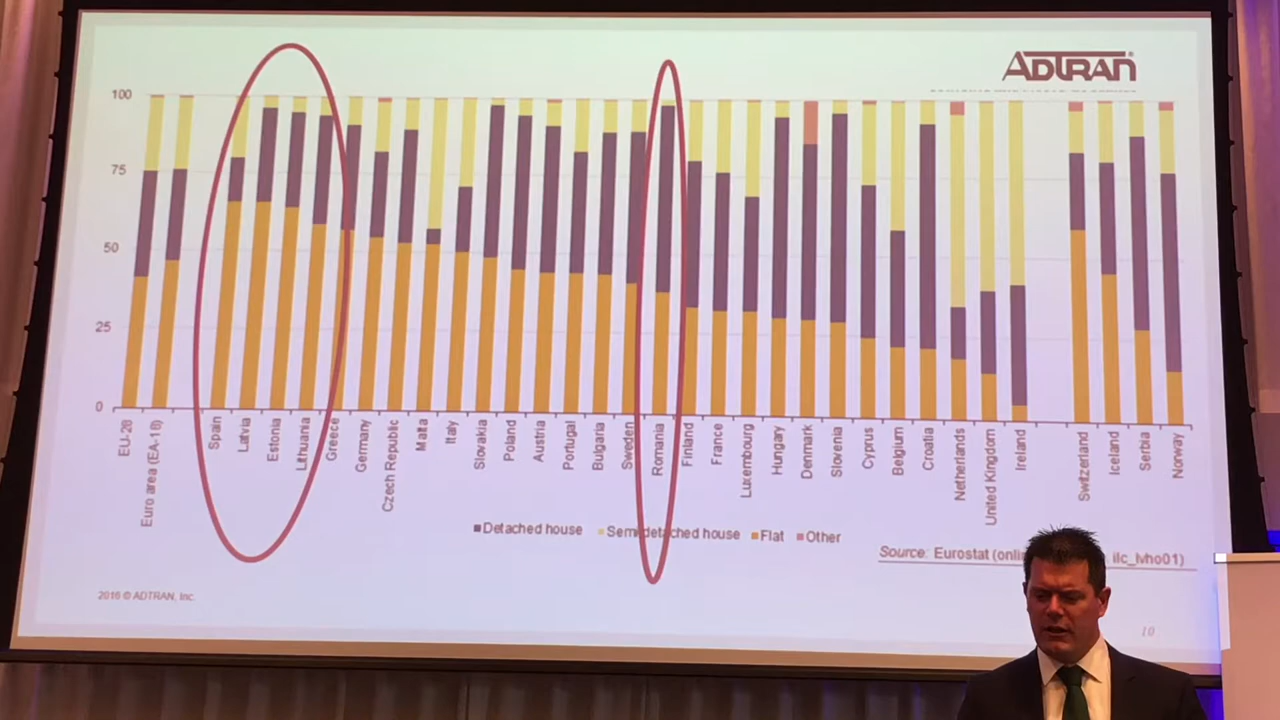 ADTRAN
100
75
50
25
0
EU-28
Euro area (EA-18)
Spain
Latvia
Estonia
Lithuania
Greece
Germany
Czech Republic
Malta
Italy
Slovakia
Poland
Austria
Portugal
Bulgaria
Sweden
Romania
Finland
France
Luxembourg
Hungary
Denmark
Slovenia
Cyprus
Belgium
Croatia
Netherlands
United Kingdom
Ireland
Switzerland
Iceland
Serbia
Norway
Detached house Semi detached house Flat Other
Source: Eurostat (onli ilc_lvho01)
2016 © ADTRAN, Inc.
10